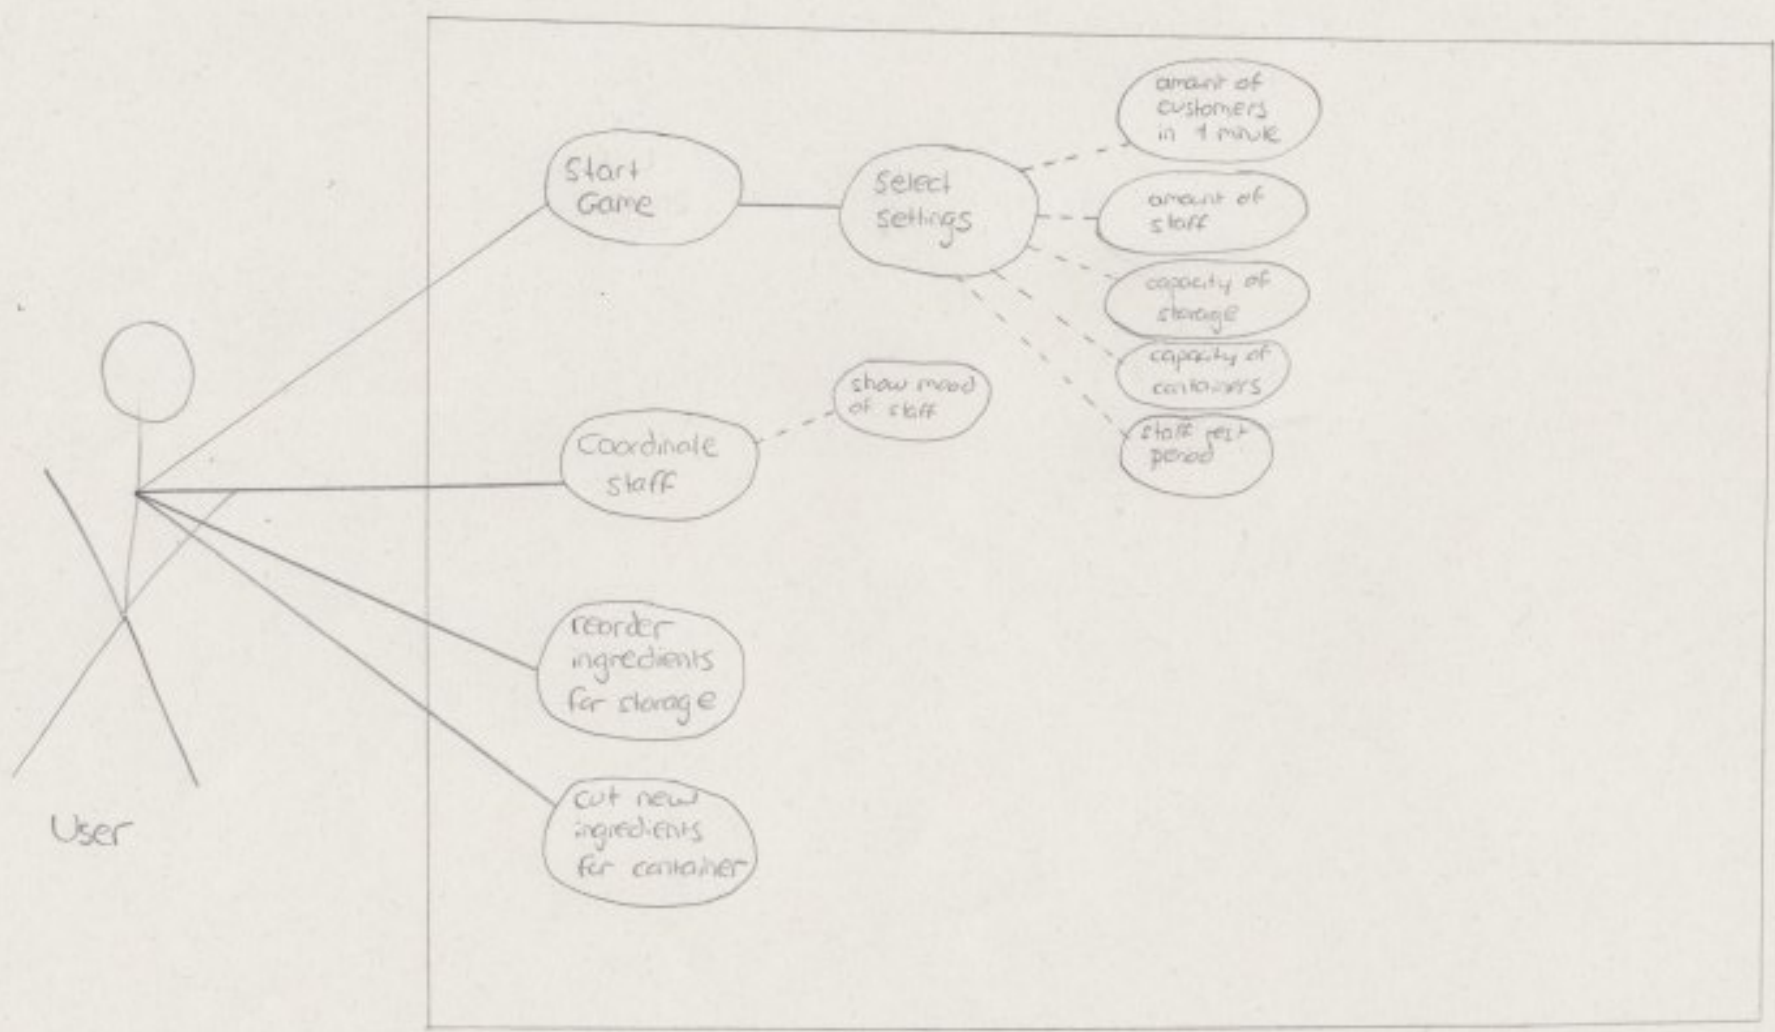 Start
Game
Select
settings
amount of
customers
in 1 minute
amount of
staff
capacity of
storage
capacity of
containers
staff rest
period
show mood
of staff
Coordinate
staff
reorder
ingredients
for storage
cut new
ingredients
for container
User